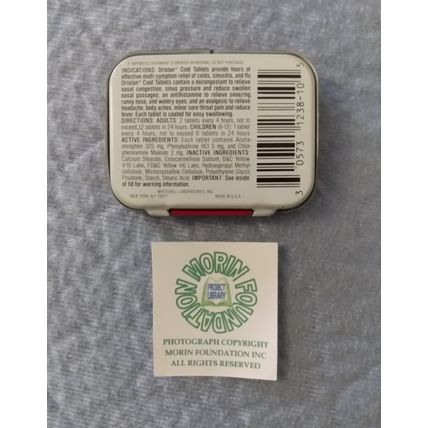 INDICATIONS: Dristan® Cold Tablets provide hours of
effective multi-symptom relief of colds, sinusitis, and flu
Dristan® Cold Tablets contain a decongestant to relieve
nasal congestion, sinus pressure and reduce swollen
nasal passages; an antihistamine to relieve sneezing,
runny nose, and watery eyes; and an analgesic to relieve
headache, body aches, minor sore throat pain and reduce
fever. Each tablet is coated for easy swallowing.
DIRECTIONS: ADULTS: 2 tablets every 4 hours, not to
exceed 12 tablets in 24 hours. CHILDREN (6-12): 1 tablet
every 4 hours, not to exceed 6 tablets in 24 hours.
ACTIVE INGREDIENTS: Each tablet contains Aceta-
minophen 325 mg, Phenylephrine HCl 5 mg, and Chlor-
pheniramine Maleate 2 mg. INACTIVE INGREDIENTS:
Calcium Stearate, Croscarmellose Sodium, D&C Yellow
#10 Lake, FD&C Yellow #6 Lake, Hydroxypropyl Methyl-
cellulose, Microcrystalline Cellulose, Polyethylene Glycol,
Povidone, Starch, Stearic Acid. IMPORTANT: See inside
of lid for warning information.
WHITEHALL LABORATORIES, INC.
NEW YORK, N.Y. MADE IN U.S.A.
3 0573 1238-10 5
MORIN FOUNDATION
PROJECT
LIBRARY
PHOTOGRAPH COPYRIGHT
MORIN FOUNDATION INC
ALL RIGHTS RESERVED